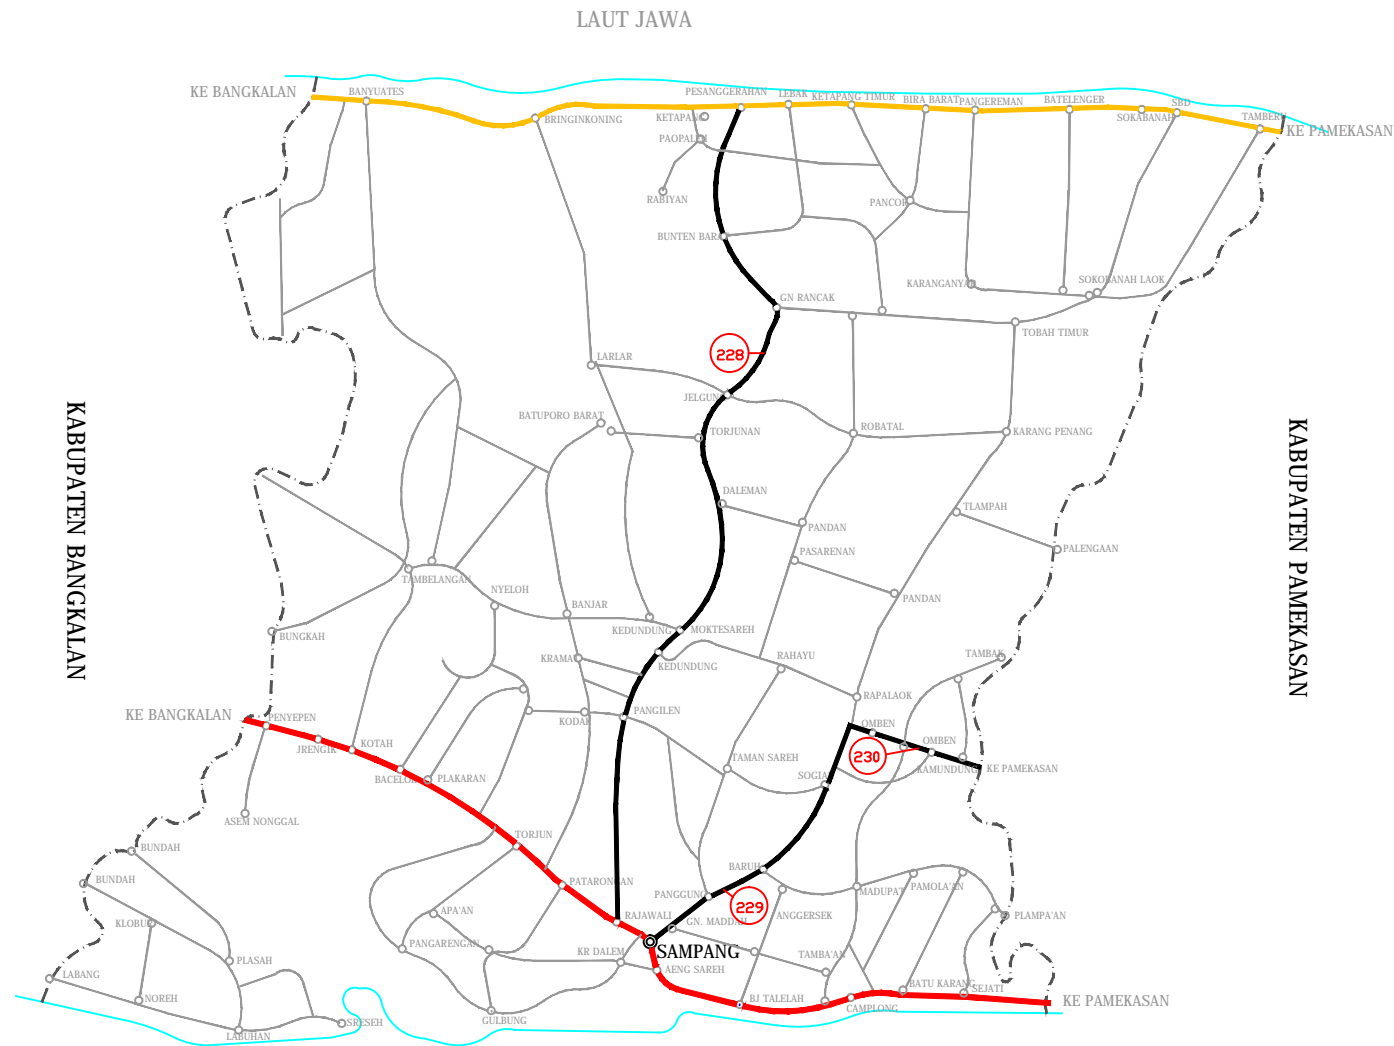 LAUT JAWA
KE BANGKALAN
BANYUATES
BRINGINKONING
PESANGGERAHAN
LEBAK
KETAPANG TIMUR
BIRA BARAT
PANGEREMAN
BATELENGER
SOKABANAH
SBD
TAMBER
KE PAMEKASAN
KETAPANG
PAOPALEH
RABIYAN
PANCOR
BUNTEN BARAT
KARANGANYAR
SOKOBANAH LAOK
GN RANCAK
TOBAH TIMUR
228
LARLAR
JELGUNG
BATUPORO BARAT
TORJUNAN
ROBATAL
KARANG PENANG
KABUPATEN BANGKALAN
KABUPATEN PAMEKASAN
DALEMAN
PANDAN
TLAMPAH
PASARENAN
PALENGAAN
TAMBELANGAN
NYELOH
BANJAR
PANDAN
BUNGKAH
KEDUNDUNG
MOKTESAREH
KRAMAT
KEDUNDUNG
RAHAYU
TAMBAK
RAPALAOK
KE BANGKALAN
PENYEPEN
JRENGIK
KOTAH
KODAK
PANGILEN
OMBEN
OMBEN
230
KAMUNDUNG
KE PAMEKASAN
BACELOK
PLAKARAN
TAMAN SAREH
SOGIAN
ASEM NONGGAL
TORJUN
BUNDAH
BUNDAH
BARUH
PATARONGAN
PANGGUNG
229
MADUPAT
PAMOLA'AN
KLOBUR
APA'AN
RAJAWALI
GN. MADDAH
ANGGERSEK
PLAMPA'AN
PANGARENGAN
KR DALEM
SAMPANG
TAMBA'AN
PLASAH
AENG SAREH
LABANG
NOREH
BJ TALELAH
CAMPLONG
BATU KARANG
SEJATI
KE PAMEKASAN
LABUHAN
SRESEH
GULBUNG